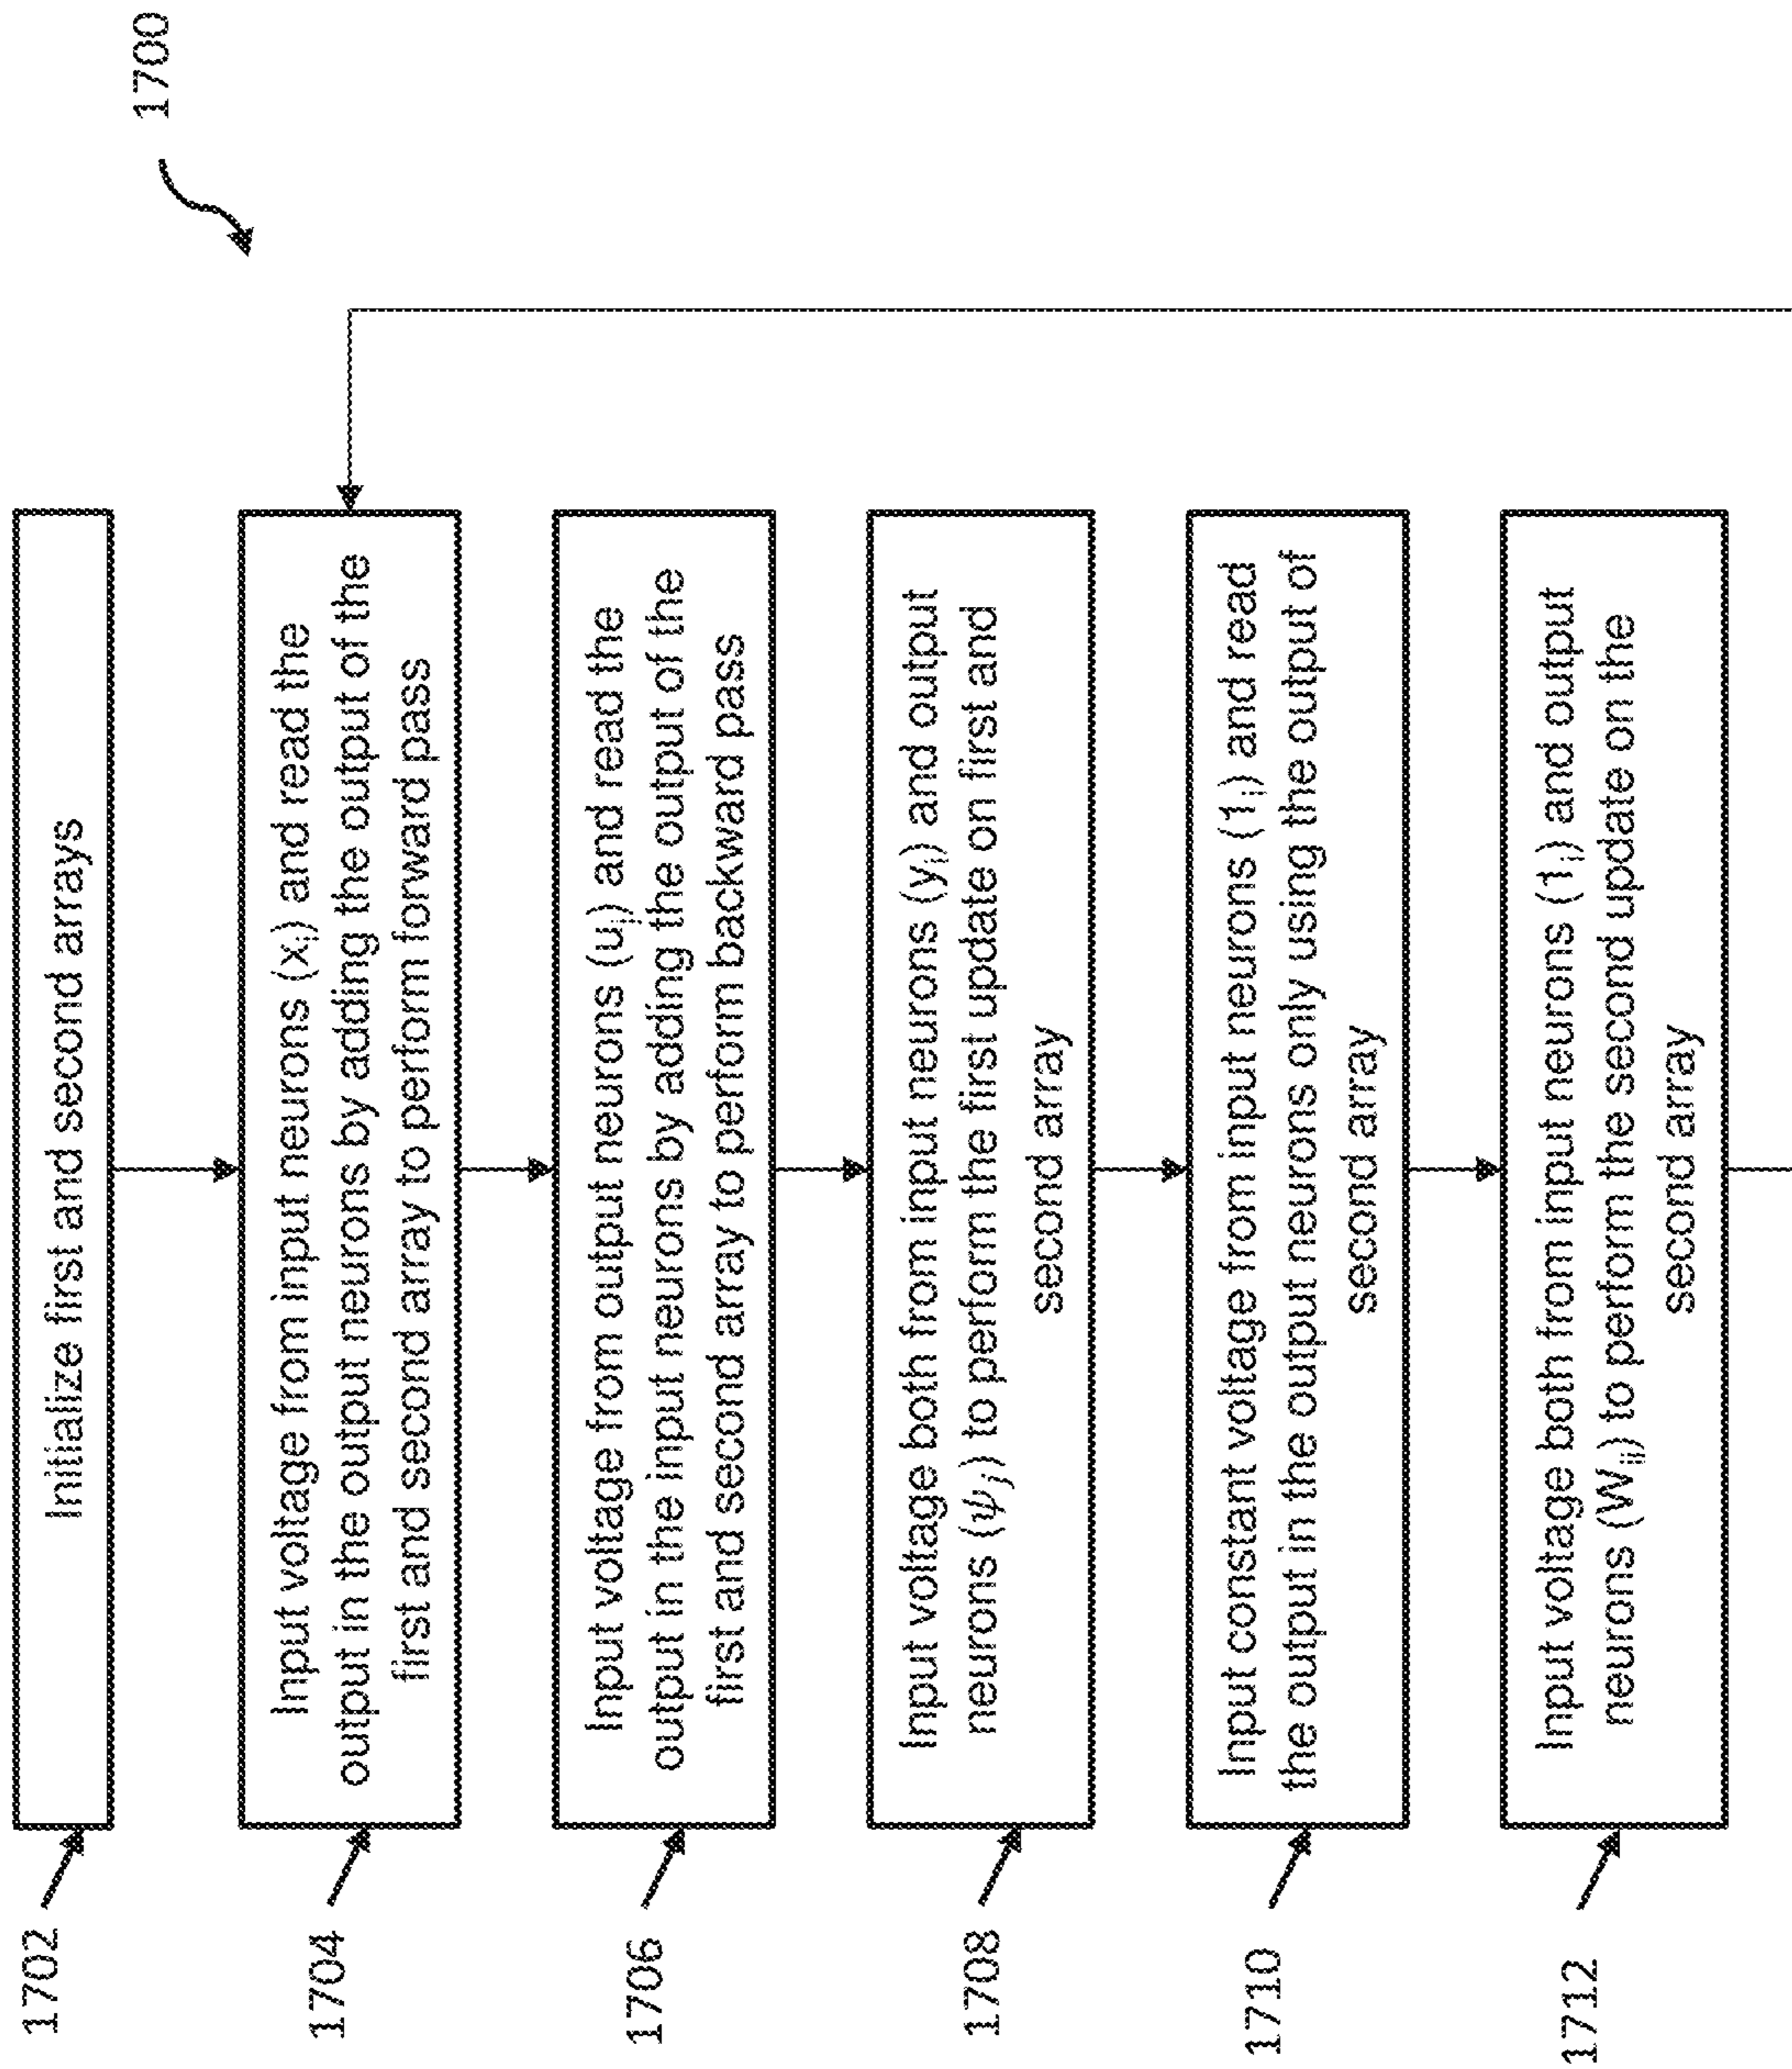 1700
1702
Initialize first and second arrays
1704
Input voltage from input neurons (xᵢ) and read the
output in the output neurons by adding the output of the
first and second array to perform forward pass
1706
Input voltage from output neurons (uⱼ) and read the
output in the input neurons by adding the output of the
first and second array to perform backward pass
1708
Input voltage both from input neurons (yᵢ) and output
neurons (ψⱼ) to perform the first update on first and
second array
1710
Input constant voltage from input neurons (1ᵢ) and read
the output in the output neurons only using the output of
second array
1712
Input voltage both from input neurons (1ᵢ) and output
neurons (Wᵢⱼ) to perform the second update on the
second array